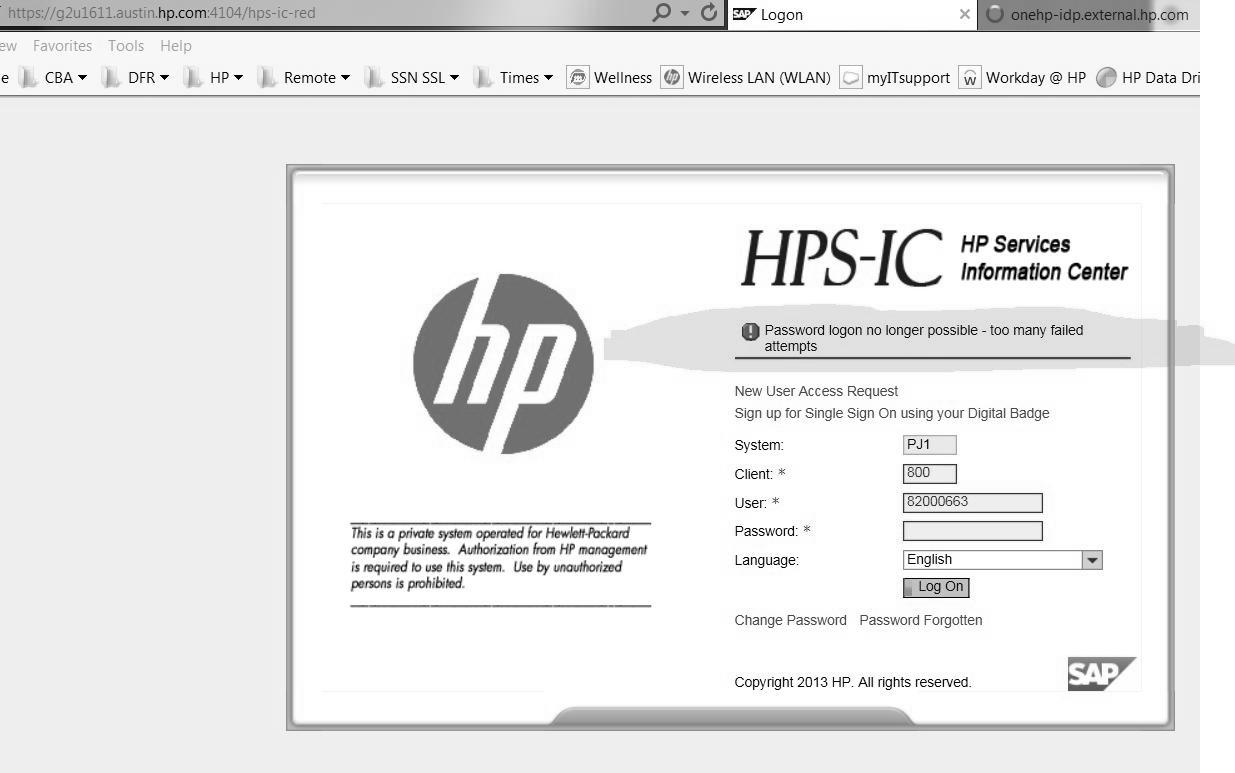 https://g2u1611.austin.hp.com:4104/hps-ic-red
Logon
onehp-idp.external.hp.com
ew Favorites Tools Help
e CBA DFR HP Remote SSN SSL Times Wellness Wireless LAN (WLAN) myITsupport Workday @ HP HP Data Dri
HPS-IC HP Services
Information Center
hp
Password logon no longer possible - too many failed
attempts
New User Access Request
Sign up for Single Sign On using your Digital Badge
System: PJ1
Client: * 800
User: * 82000663
Password: *
Language: English
Log On
Change Password Password Forgotten
This is a private system operated for Hewlett-Packard
company business. Authorization from HP management
is required to use this system. Use by unauthorized
persons is prohibited.
SAP
Copyright 2013 HP. All rights reserved.